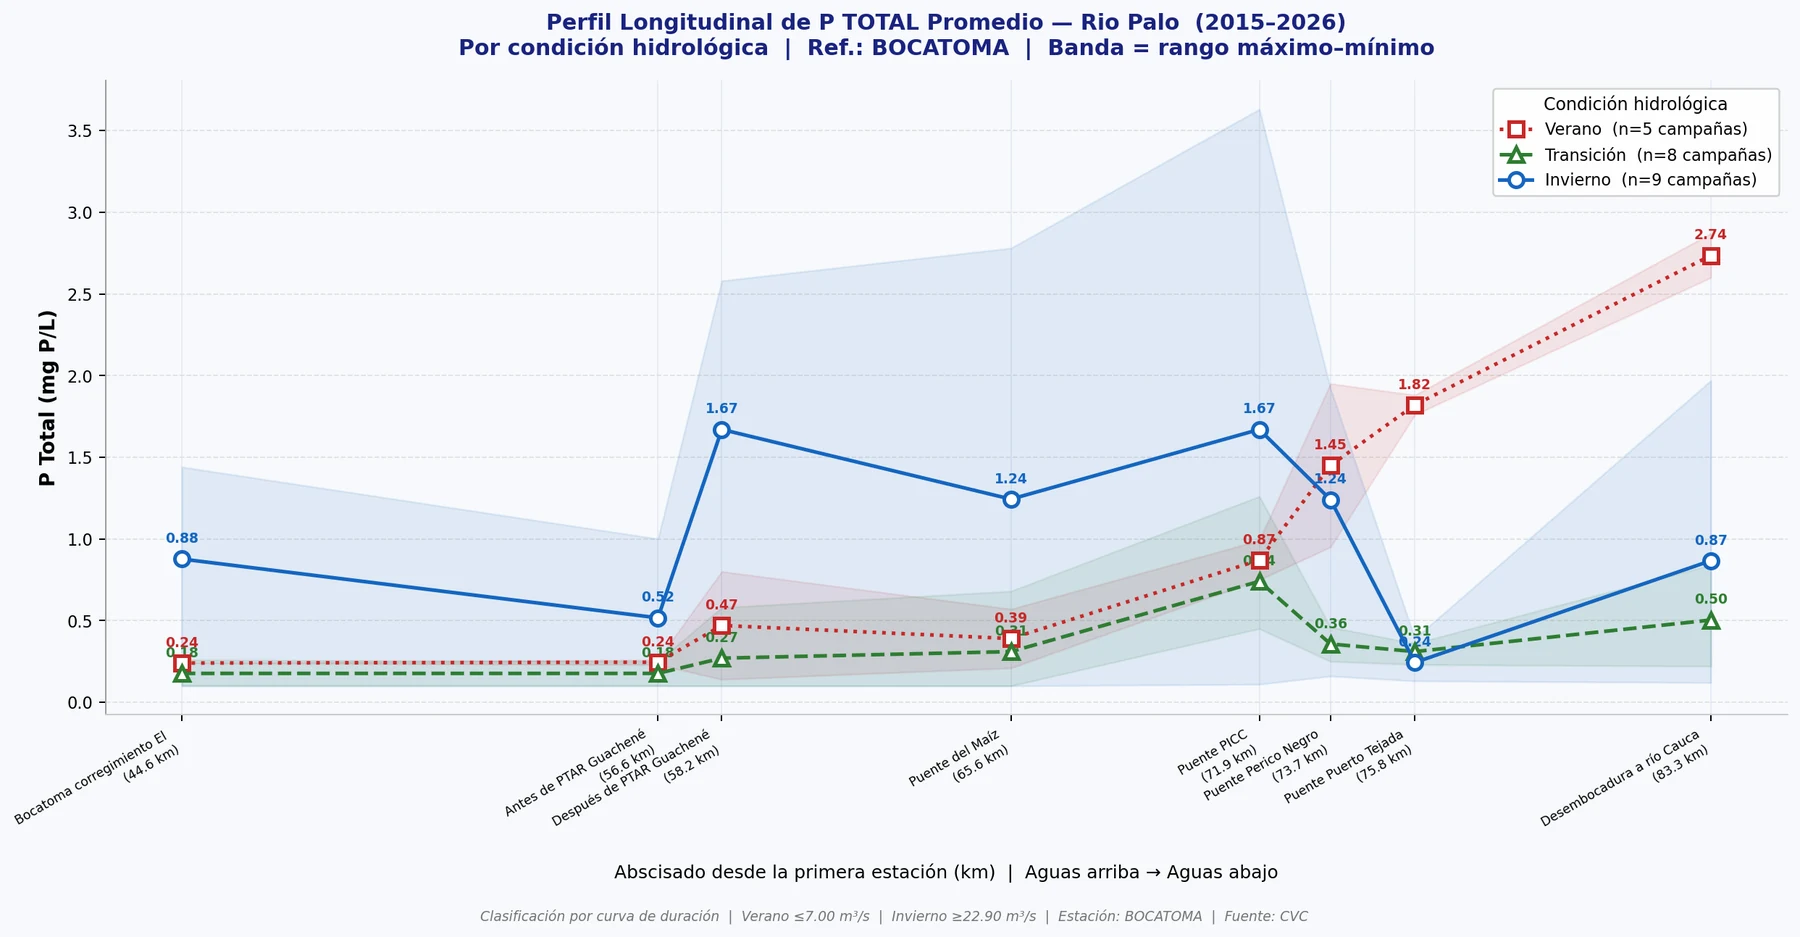 Perfil Longitudinal de P TOTAL Promedio — Rio Palo  (2015–2026)
Por condición hidrológica  |  Ref.: BOCATOMA  |  Banda = rango máximo–mínimo
Condición hidrológica
Verano  (n=5 campañas)
Transición  (n=8 campañas)
Invierno  (n=9 campañas)
P Total (mg P/L)
3.5
3.0
2.5
2.0
1.5
1.0
0.5
0.0
0.88
0.52
1.67
1.24
1.67
1.24
0.24
0.87
0.24
0.24
0.47
0.39
0.87
1.45
1.82
2.74
0.18
0.18
0.27
0.31
0.36
0.31
0.50
Bocatoma corregimiento El
(44.6 km)
Antes de PTAR Guachené
(56.6 km)
Después de PTAR Guachené
(58.2 km)
Puente del Maíz
(65.6 km)
Puente PICC
(71.9 km)
Puente Perico Negro
(73.7 km)
Puente Puerto Tejada
(75.8 km)
Desembocadura a río Cauca
(83.3 km)
Abscisado desde la primera estación (km)  |  Aguas arriba → Aguas abajo
Clasificación por curva de duración  |  Verano ≤7.00 m³/s  |  Invierno ≥22.90 m³/s  |  Estación: BOCATOMA  |  Fuente: CVC